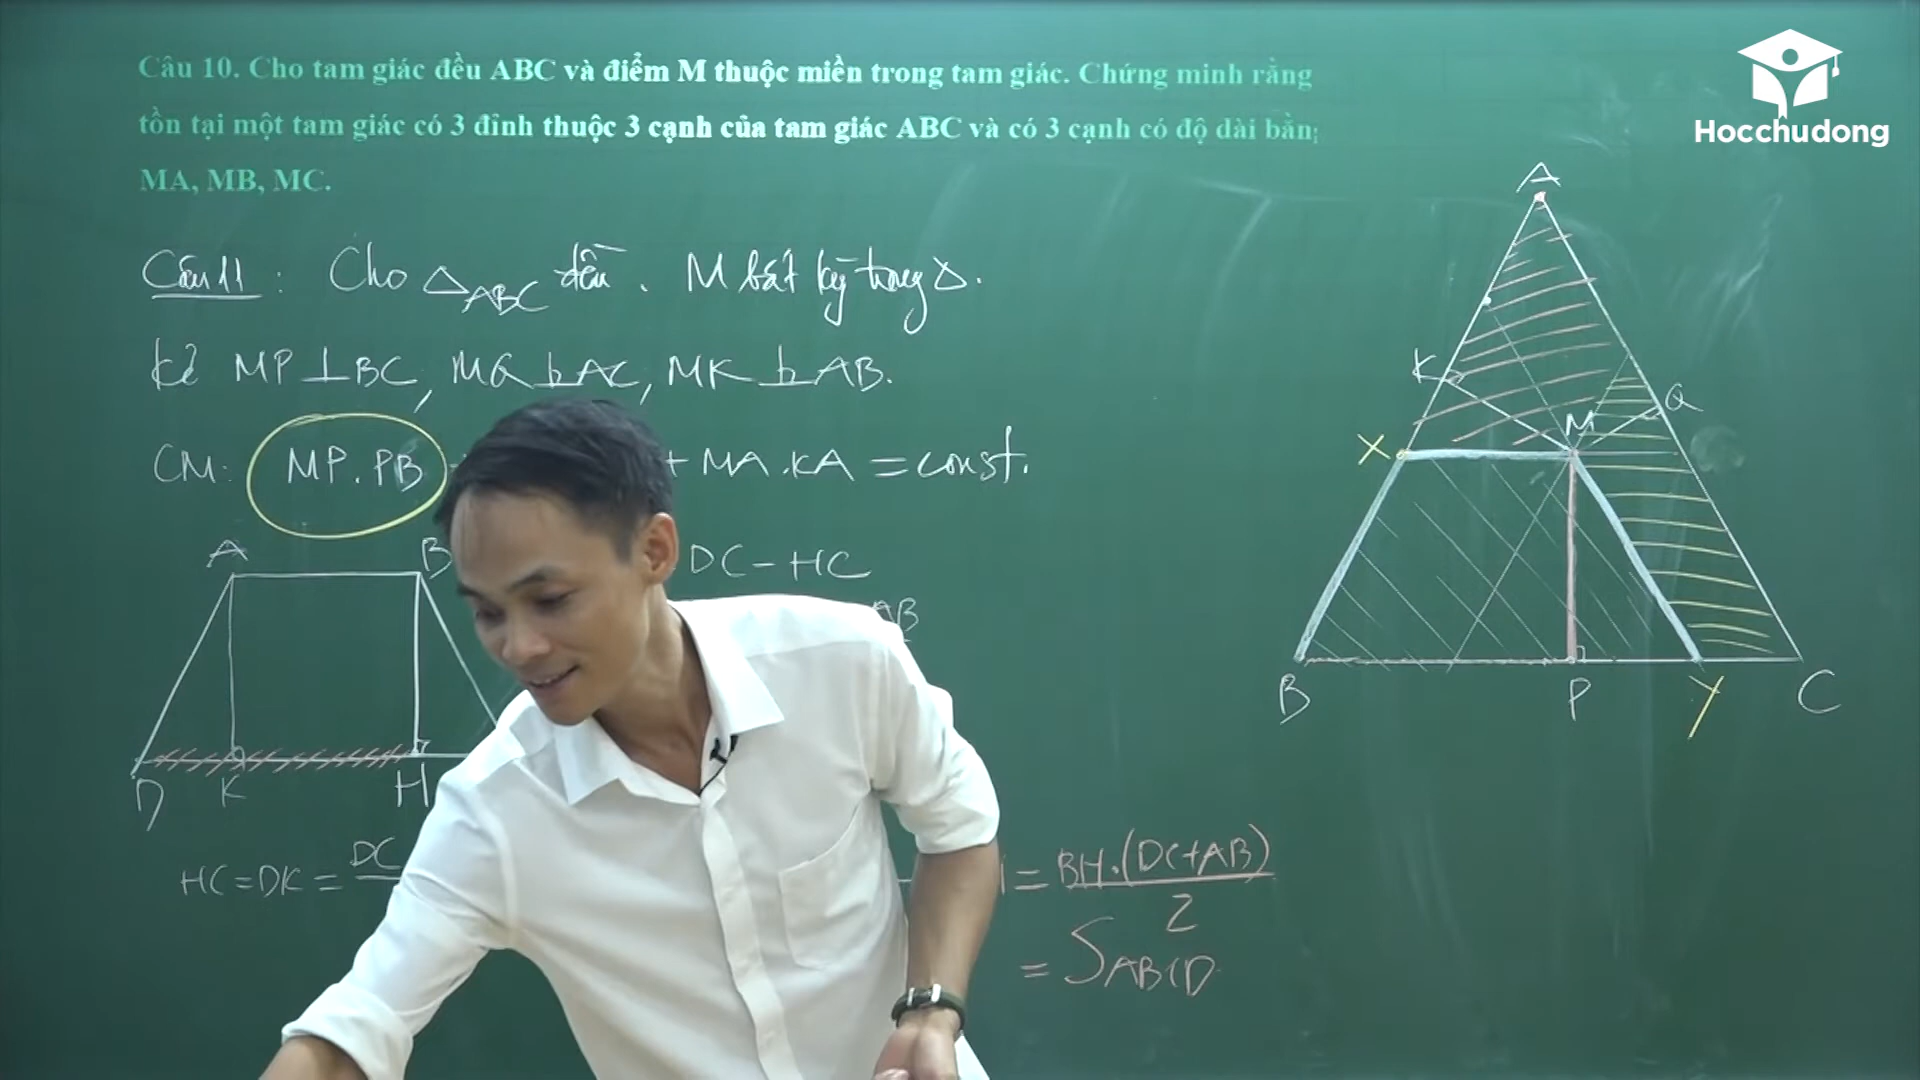 Câu 10. Cho tam giác đều ABC và điểm M thuộc miền trong tam giác. Chứng minh rằng
tồn tại một tam giác có 3 đỉnh thuộc 3 cạnh của tam giác ABC và có 3 cạnh có độ dài bằng
MA, MB, MC.
Hocchudong
Câu 11 : Cho △ABC đều. M bất kỳ trong △.
kẻ MP⊥BC, MQ⊥AC, MK⊥AB.
CM: MP.PB + MA.KA = const.
A B
DC-HC
AB
D K H
HC=DK= DC
= BH.(DC+AB)
2
= SABCD
A
K Q
X M
B P Y C